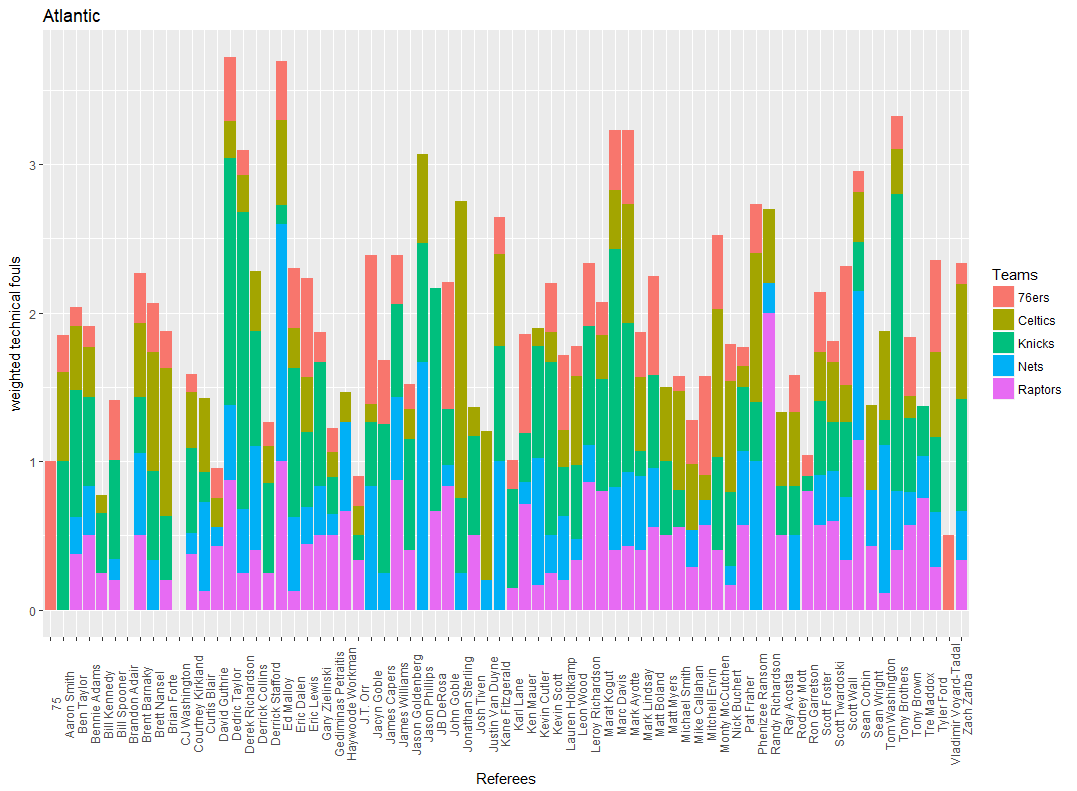 Atlantic
weighted technical fouls
3
2
1
0
75
Aaron Smith
Ben Taylor
Bennie Adams
Bill Kennedy
Bill Spooner
Brandon Adair
Brent Barnaky
Brett Nansel
Brian Forte
CJ Washington
Courtney Kirkland
Curtis Blair
David Guthrie
Dedric Taylor
Derek Richardson
Derrick Collins
Derrick Stafford
Ed Malloy
Eric Dalen
Eric Lewis
Gary Zielinski
Gediminas Petraitis
Haywoode Workman
J.T. Orr
Jacyn Goble
James Capers
James Williams
Jason Goldenberg
Jason Phillips
JB DeRosa
John Goble
Jonathan Sterling
Josh Tiven
Justin Van Duyne
Kane Fitzgerald
Karl Lane
Ken Mauer
Kevin Cutler
Kevin Scott
Lauren Holtkamp
Leon Wood
Leroy Richardson
Marat Kogut
Marc Davis
Mark Ayotte
Mark Lindsay
Matt Boland
Matt Myers
Michael Smith
Mike Callahan
Mitchell Ervin
Monty McCutchen
Nick Buchert
Pat Fraher
Phenizee Ransom
Randy Richardson
Ray Acosta
Rodney Mott
Ron Garretson
Scott Foster
Scott Twardoski
Scott Wall
Sean Corbin
Sean Wright
Tom Washington
Tony Brothers
Tony Brown
Tre Maddox
Tyler Ford
Vladimir Voyard-Tadal
Zach Zarba
Referees
Teams
76ers
Celtics
Knicks
Nets
Raptors